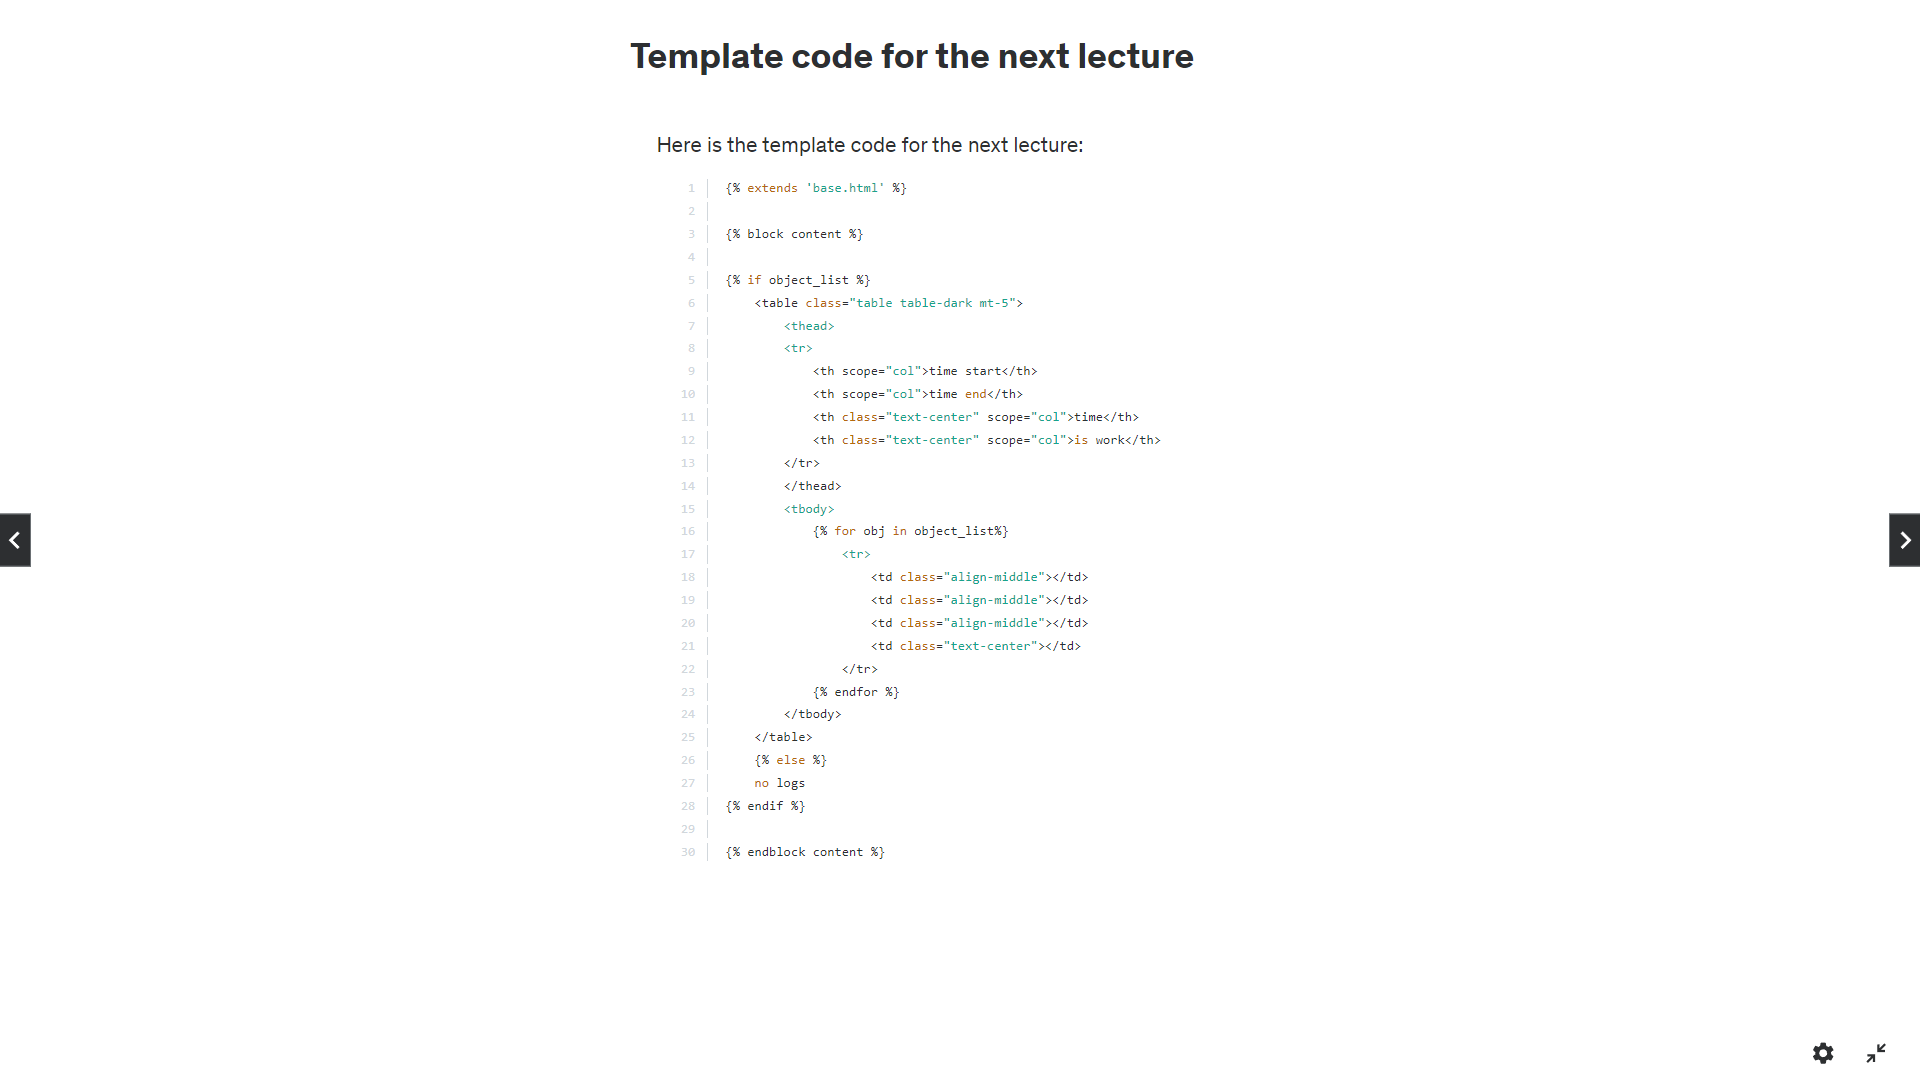 Template code for the next lecture
Here is the template code for the next lecture:
1 {% extends 'base.html' %}
2
3 {% block content %}
4
5 {% if object_list %}
6     <table class="table table-dark mt-5">
7         <thead>
8         <tr>
9             <th scope="col">time start</th>
10             <th scope="col">time end</th>
11             <th class="text-center" scope="col">time</th>
12             <th class="text-center" scope="col">is work</th>
13         </tr>
14         </thead>
15         <tbody>
16             {% for obj in object_list%}
17                 <tr>
18                     <td class="align-middle"></td>
19                     <td class="align-middle"></td>
20                     <td class="align-middle"></td>
21                     <td class="text-center"></td>
22                 </tr>
23             {% endfor %}
24         </tbody>
25     </table>
26     {% else %}
27     no logs
28 {% endif %}
29
30 {% endblock content %}